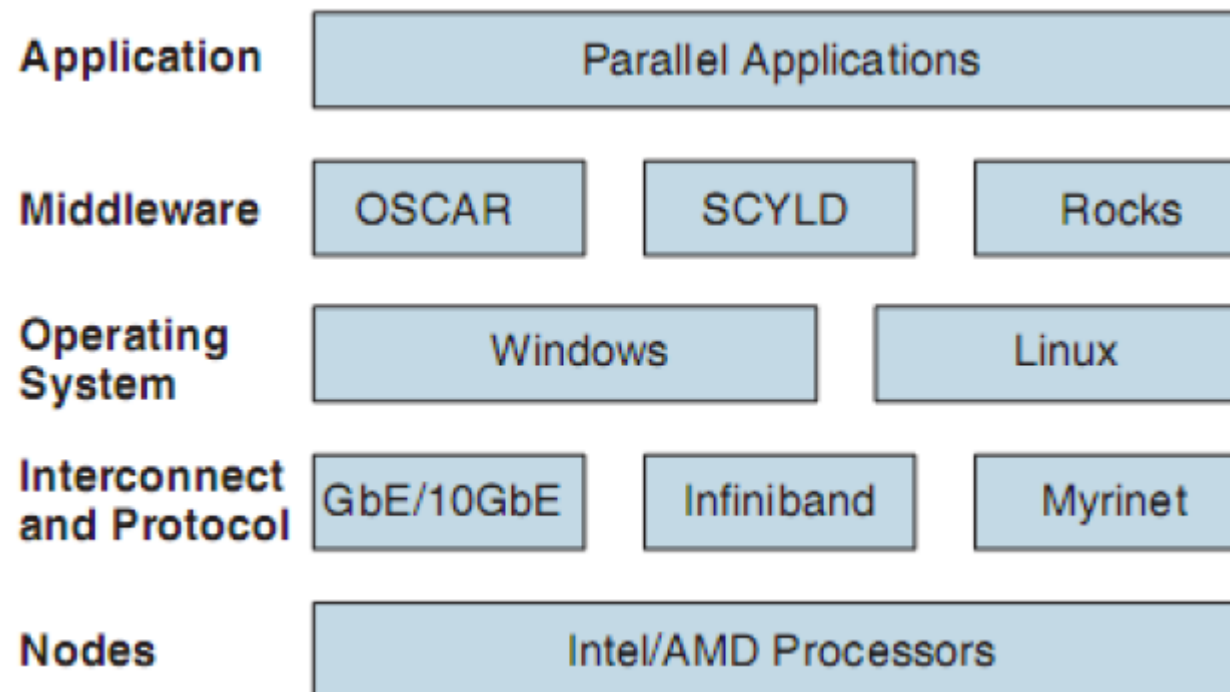 Application
Parallel Applications
Middleware
OSCAR
SCYLD
Rocks
Operating
System
Windows
Linux
Interconnect
and Protocol
GbE/10GbE
Infiniband
Myrinet
Nodes
Intel/AMD Processors